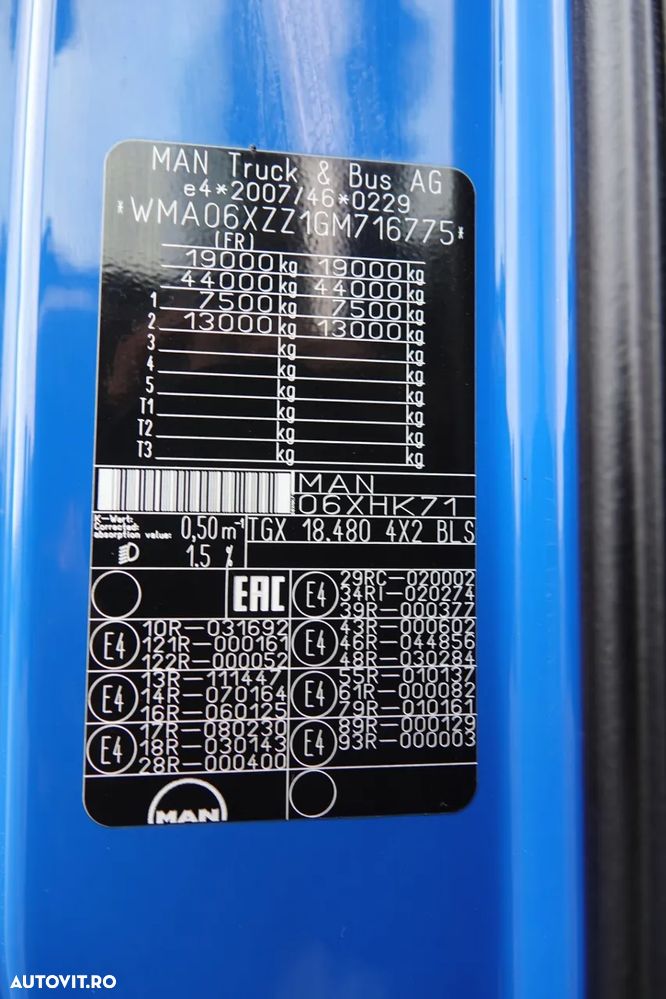 MAN Truck & Bus AG
e4*2007/46*0229
*WMA06XZZ1GM716775*
(FR)
19000 kg 19000 kg
44000 kg 44000 kg
1 7500 kg 7500 kg
2 13000 kg 13000 kg
3 kg kg
4 kg kg
5 kg kg
T1 kg kg
T2 kg kg
T3 kg kg
MAN
06XHK71
K-Wert:
Corrected
absorption value: 0,50 m⁻¹
TGX 18.480 4X2 BLS
1.5 %
EAC
E4 29RC-020002
34RI-020274
39R-000377
E4 10R-031692
121R-000161
122R-000052
E4 43R-000602
46R-044856
48R-030284
E4 13R-111447
14R-070164
16R-060125
E4 55R-010137
61R-000082
79R-010161
E4 17R-080230
18R-030143
28R-000400
E4 89R-000129
93R-000003
MAN
AUTOVIT.RO